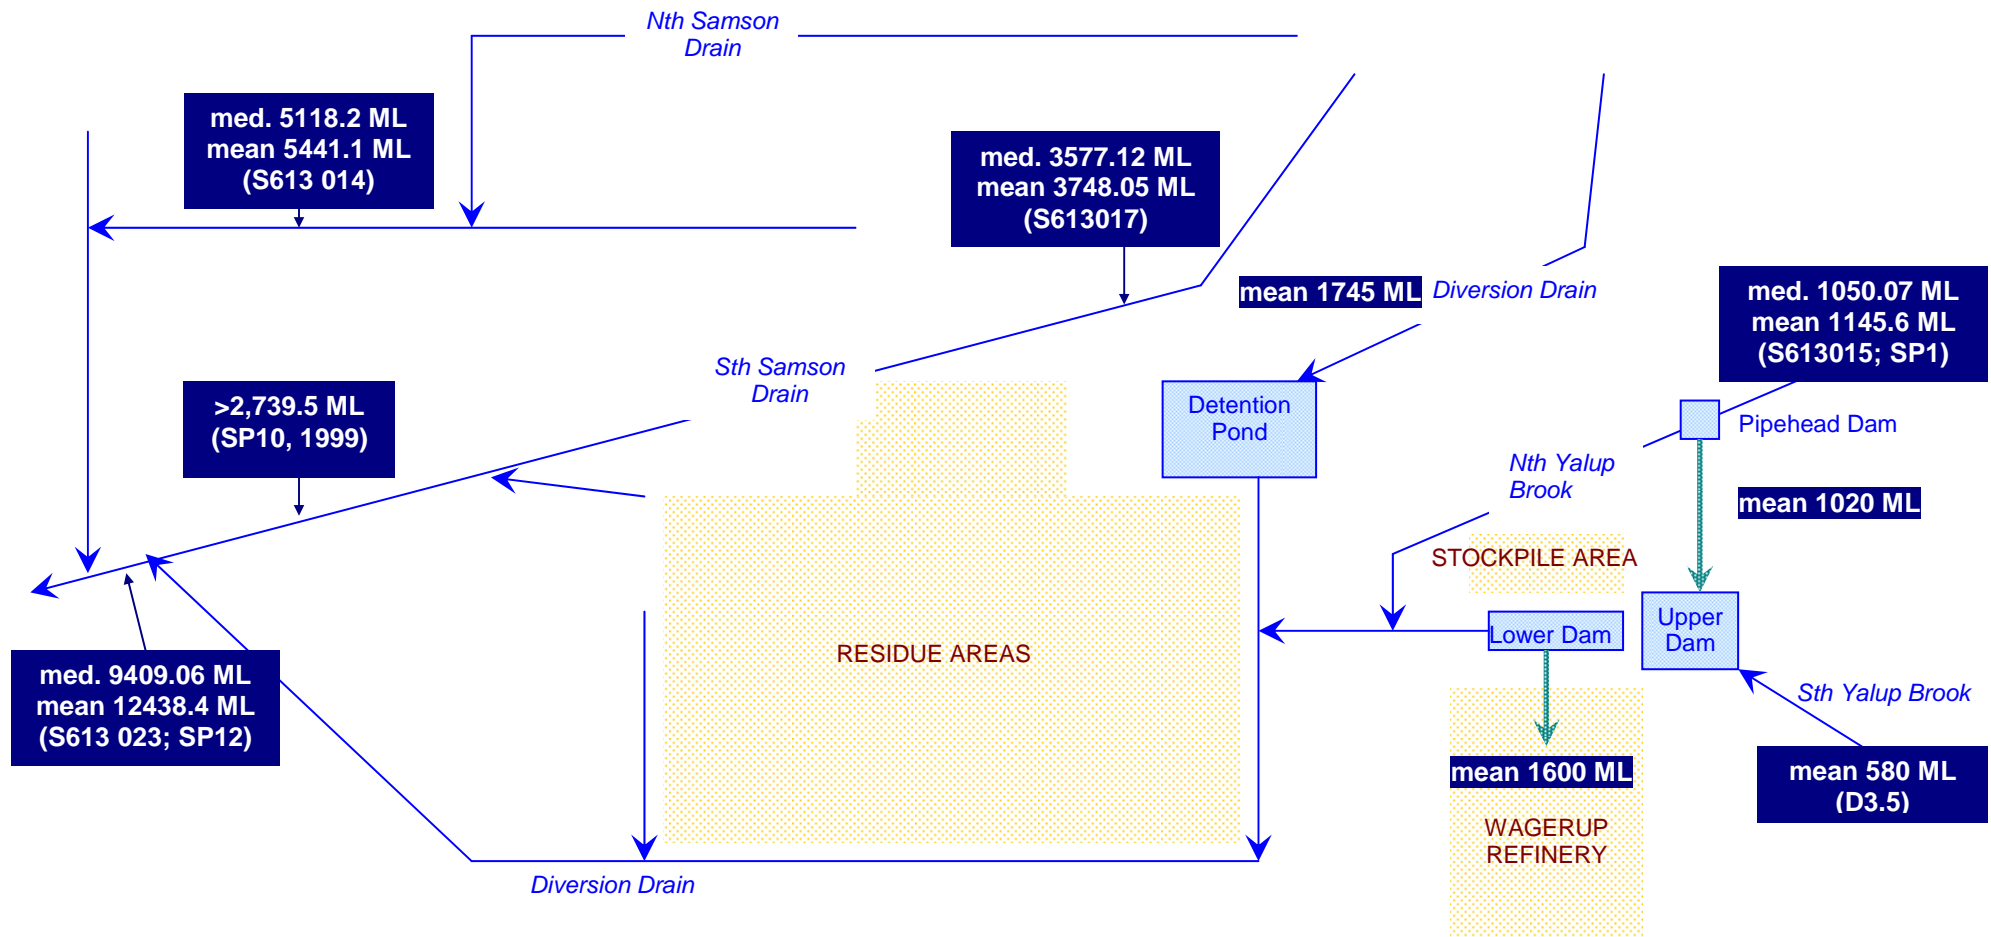 Nth Samson
Drain
med. 5118.2 ML
mean 5441.1 ML
(S613 014)
med. 3577.12 ML
mean 3748.05 ML
(S613017)
mean 1745 ML
Diversion Drain
med. 1050.07 ML
mean 1145.6 ML
(S613015; SP1)
Sth Samson
Drain
>2,739.5 ML
(SP10, 1999)
Detention
Pond
Pipehead Dam
Nth Yalup
Brook
mean 1020 ML
STOCKPILE AREA
Lower Dam
Upper
Dam
RESIDUE AREAS
med. 9409.06 ML
mean 12438.4 ML
(S613 023; SP12)
Sth Yalup Brook
mean 1600 ML
mean 580 ML
(D3.5)
WAGERUP
REFINERY
Diversion Drain